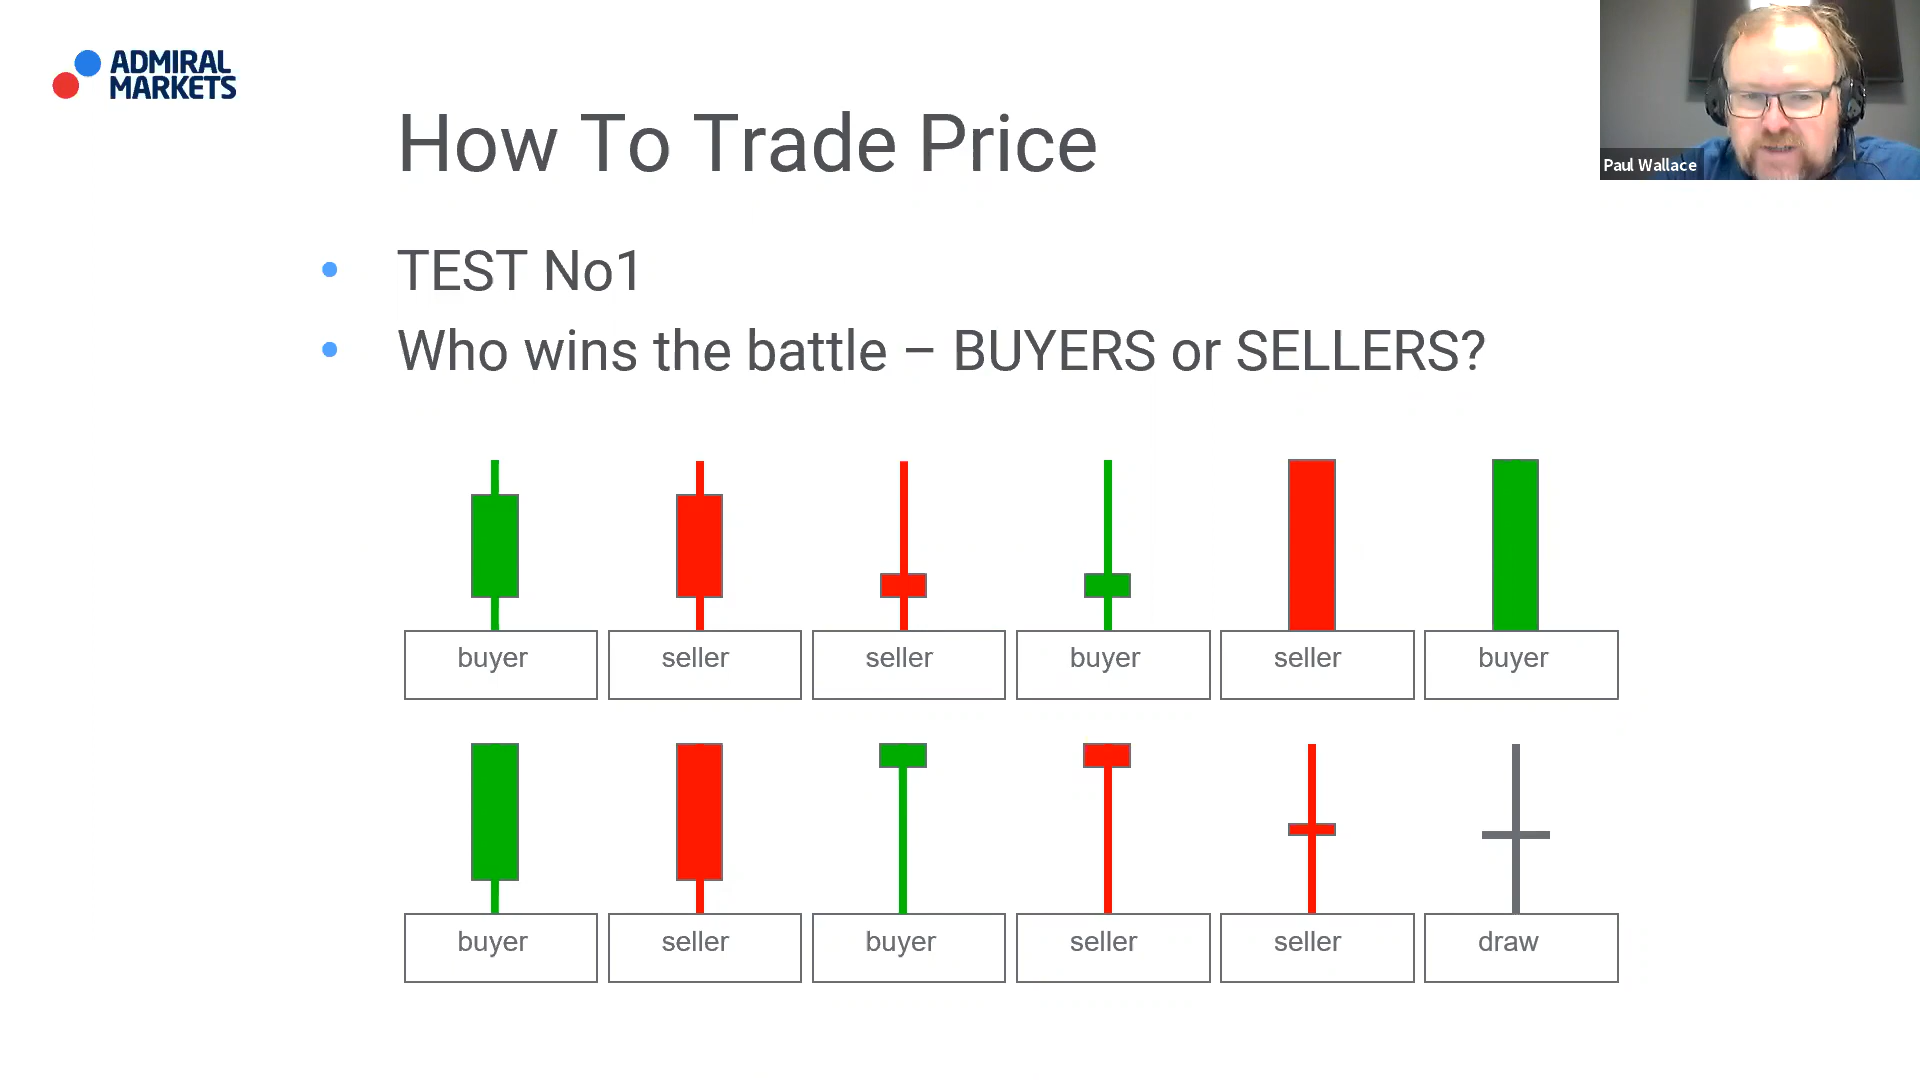 ADMIRAL
MARKETS
Paul Wallace
How To Trade Price
• TEST No1
• Who wins the battle – BUYERS or SELLERS?
buyer seller seller buyer seller buyer
buyer seller buyer seller seller draw